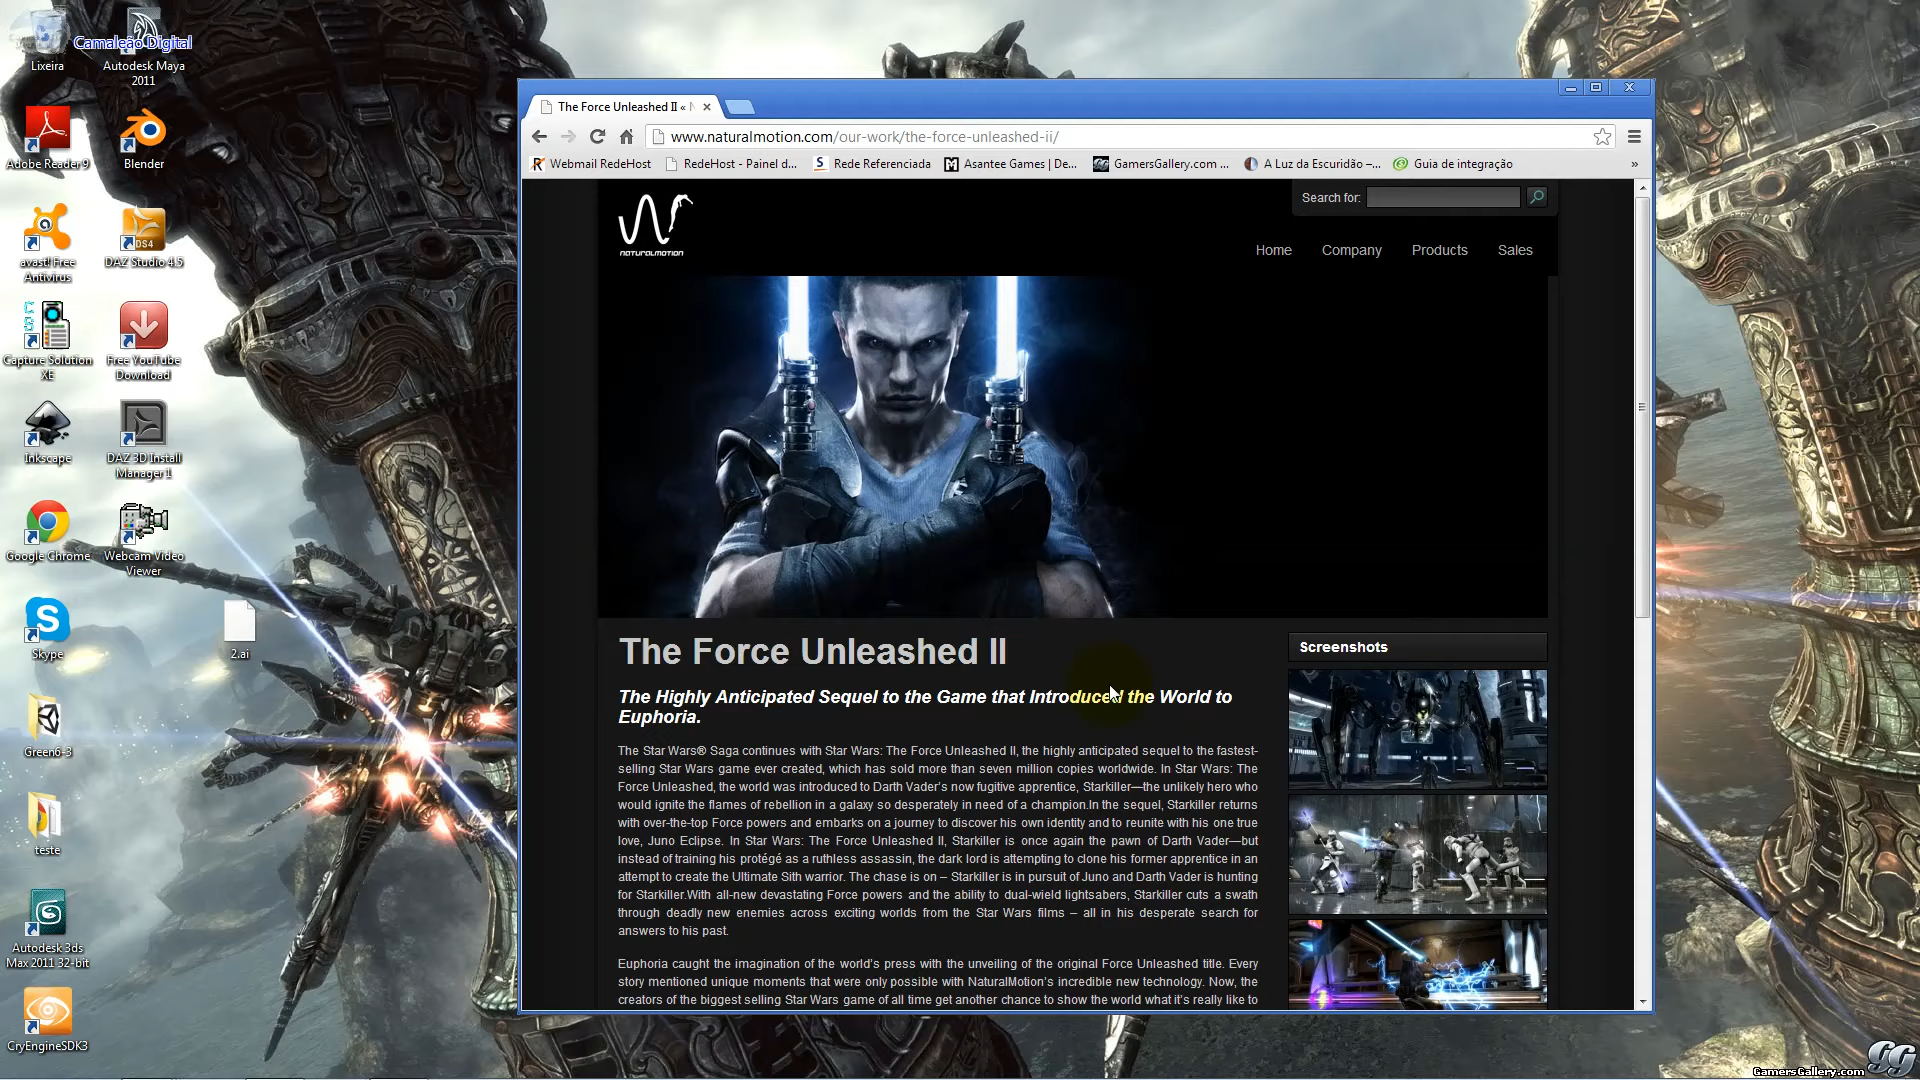 Camaleão Digital
Lixeira
Autodesk Maya
2011
Adobe Reader 9
Blender
avast! Free
Antivirus
DS4
DAZ Studio 4.5
Capture Solution
XE
Free YouTube
Download
Inkscape
DAZ 3D Install
Manager 1
Google Chrome
Webcam Video
Viewer
Skype
2.ai
Green6-3
teste
Autodesk 3ds
Max 2011 32-bit
CryEngineSDK3
The Force Unleashed II « N
www.naturalmotion.com/our-work/the-force-unleashed-ii/
Webmail RedeHost
RedeHost - Painel d...
Rede Referenciada
Asantee Games | De...
GamersGallery.com ...
A Luz da Escuridão –...
Guia de integração
»
naturalmotion
Search for:
Home
Company
Products
Sales
The Force Unleashed II
The Highly Anticipated Sequel to the Game that Introduced the World to
Euphoria.
The Star Wars® Saga continues with Star Wars: The Force Unleashed II, the highly anticipated sequel to the fastest-
selling Star Wars game ever created, which has sold more than seven million copies worldwide. In Star Wars: The
Force Unleashed, the world was introduced to Darth Vader’s now fugitive apprentice, Starkiller—the unlikely hero who
would ignite the flames of rebellion in a galaxy so desperately in need of a champion.In the sequel, Starkiller returns
with over-the-top Force powers and embarks on a journey to discover his own identity and to reunite with his one true
love, Juno Eclipse. In Star Wars: The Force Unleashed II, Starkiller is once again the pawn of Darth Vader—but
instead of training his protégé as a ruthless assassin, the dark lord is attempting to clone his former apprentice in an
attempt to create the Ultimate Sith warrior. The chase is on – Starkiller is in pursuit of Juno and Darth Vader is hunting
for Starkiller.With all-new devastating Force powers and the ability to dual-wield lightsabers, Starkiller cuts a swath
through deadly new enemies across exciting worlds from the Star Wars films – all in his desperate search for
answers to his past.
Euphoria caught the imagination of the world’s press with the unveiling of the original Force Unleashed title. Every
story mentioned unique moments that were only possible with NaturalMotion’s incredible new technology. Now, the
creators of the biggest selling Star Wars game of all time get another chance to show the world what it’s really like to
Screenshots
GG
GamersGallery.com